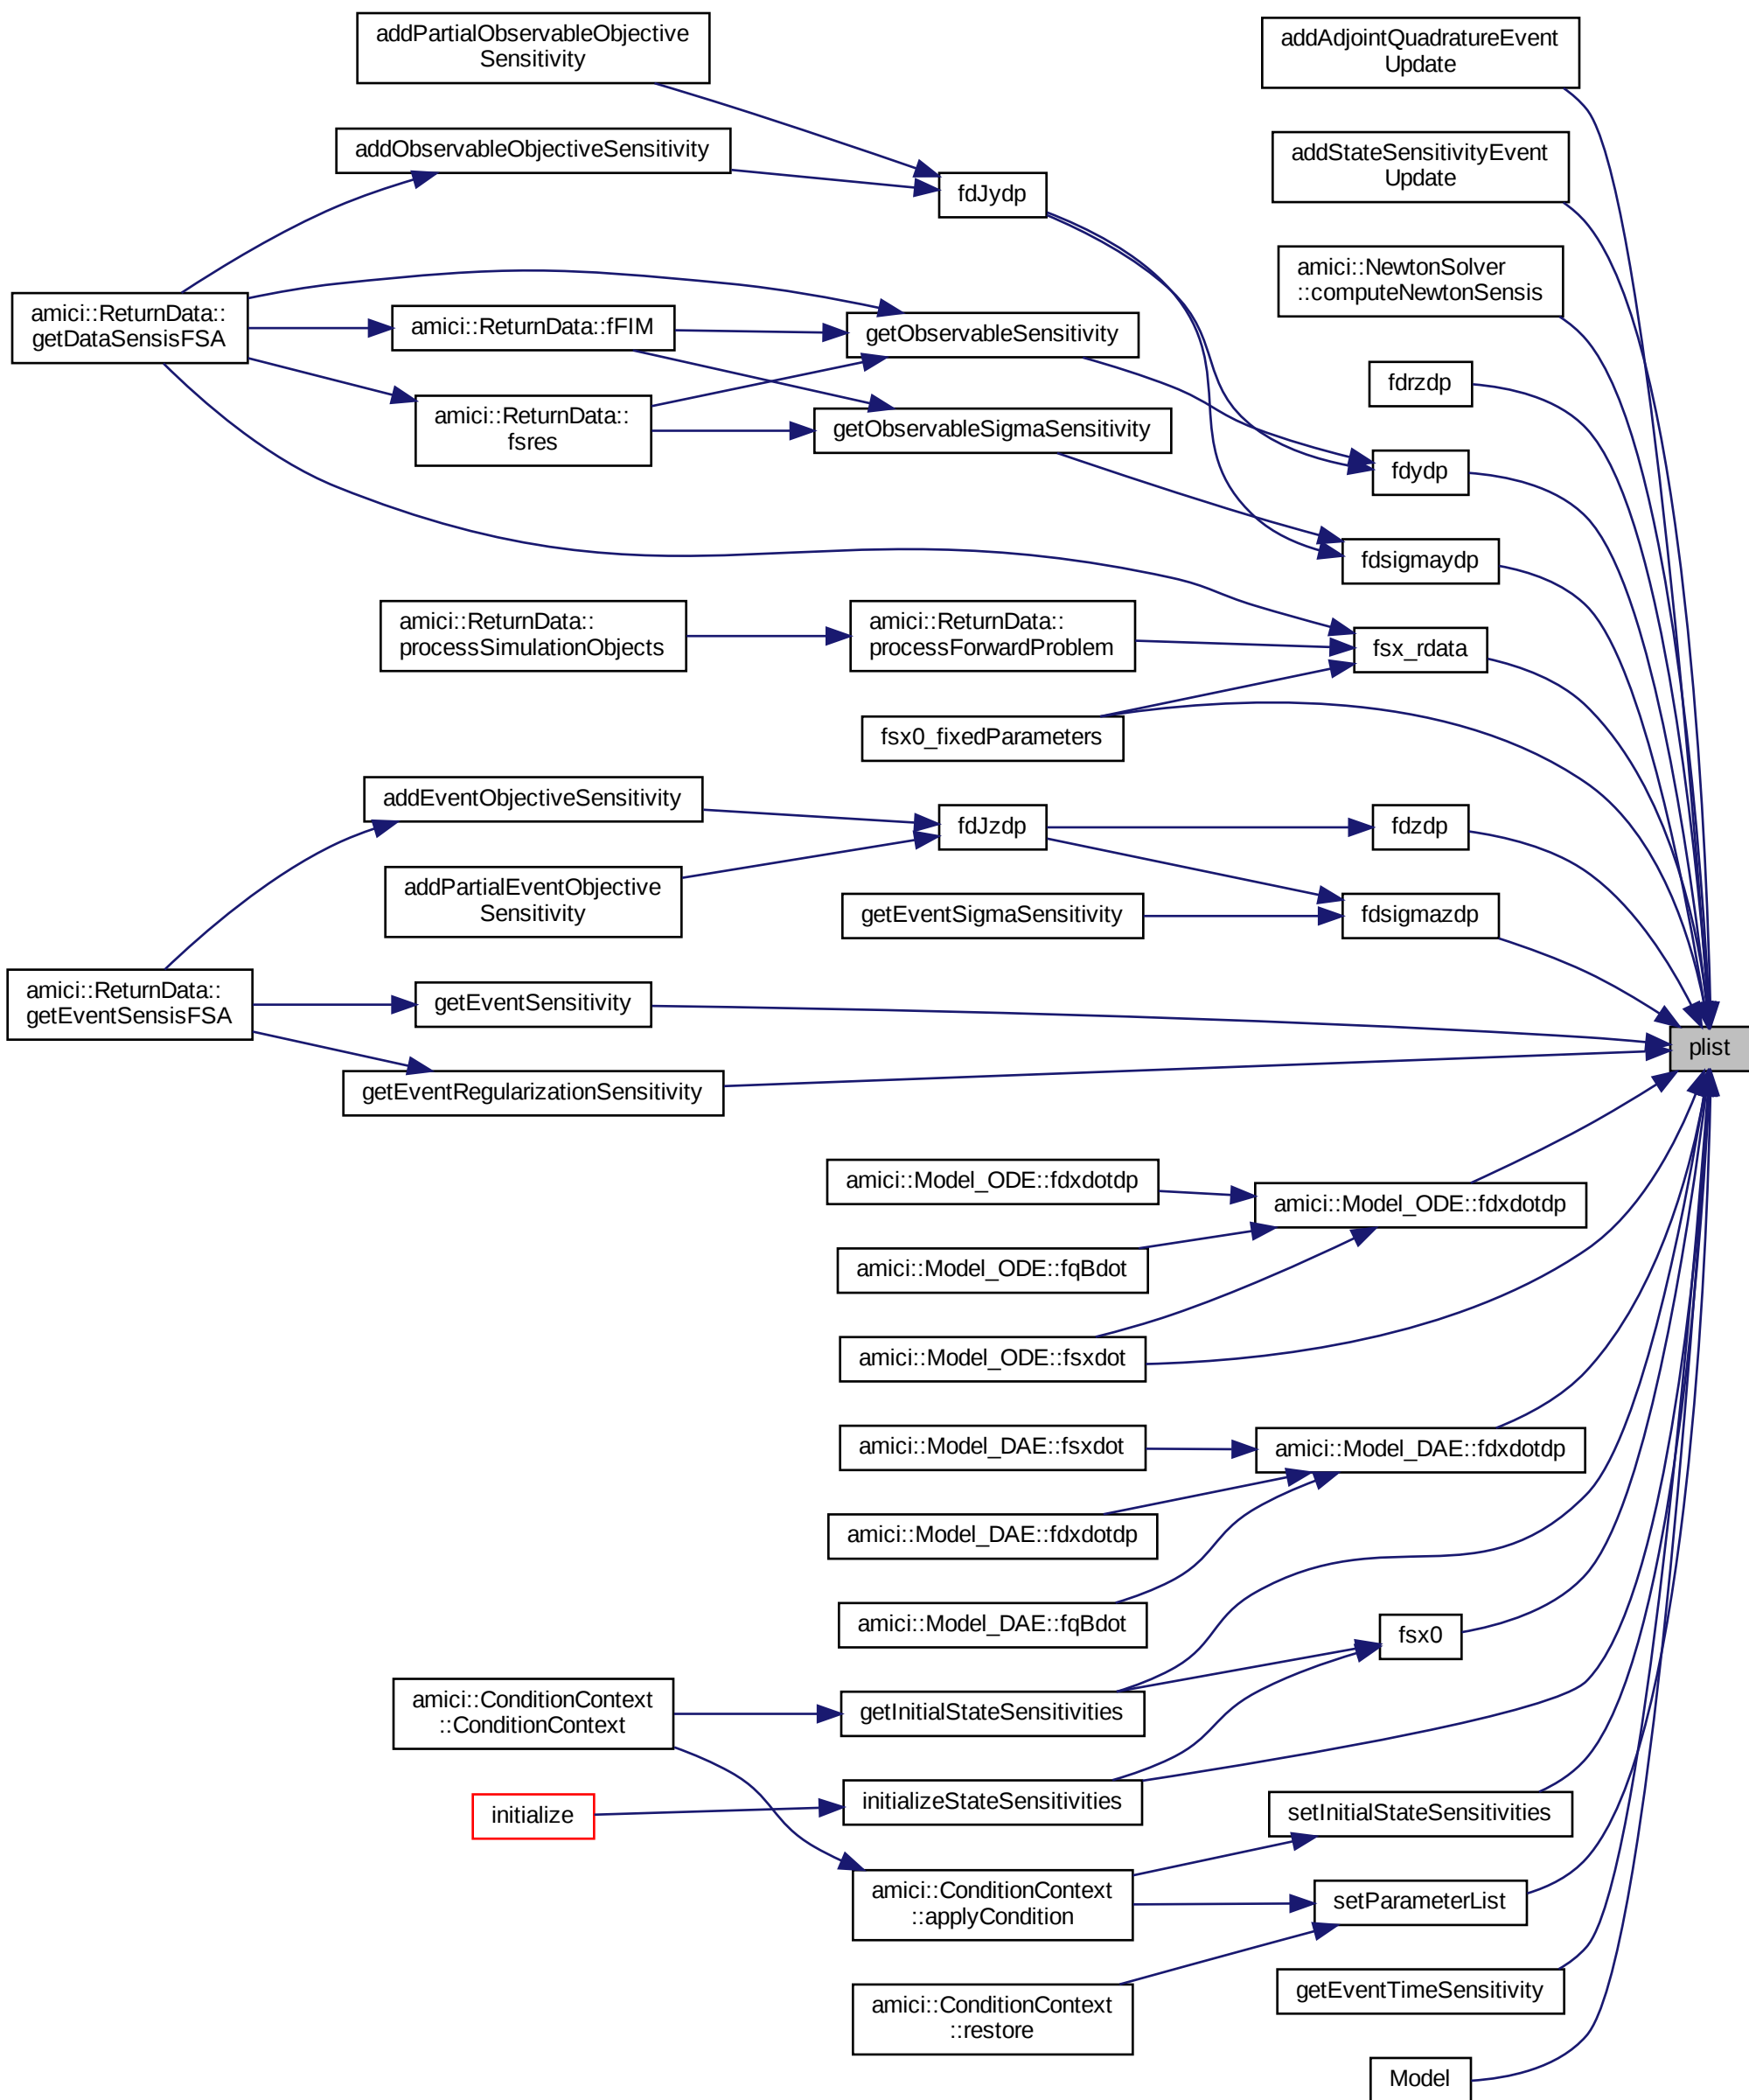 addPartialObservableObjective
Sensitivity
addAdjointQuadratureEvent
Update
addObservableObjectiveSensitivity
addStateSensitivityEvent
Update
fdJydp
amici::NewtonSolver
::computeNewtonSensis
amici::ReturnData::
getDataSensisFSA
amici::ReturnData::fFIM
getObservableSensitivity
fdrzdp
amici::ReturnData::
fsres
getObservableSigmaSensitivity
fdydp
fdsigmaydp
amici::ReturnData::
processSimulationObjects
amici::ReturnData::
processForwardProblem
fsx_rdata
fsx0_fixedParameters
addEventObjectiveSensitivity
fdJzdp
fdzdp
addPartialEventObjective
Sensitivity
getEventSigmaSensitivity
fdsigmazdp
amici::ReturnData::
getEventSensisFSA
getEventSensitivity
plist
getEventRegularizationSensitivity
amici::Model_ODE::fdxdotdp
amici::Model_ODE::fdxdotdp
amici::Model_ODE::fqBdot
amici::Model_ODE::fsxdot
amici::Model_DAE::fsxdot
amici::Model_DAE::fdxdotdp
amici::Model_DAE::fdxdotdp
amici::Model_DAE::fqBdot
fsx0
amici::ConditionContext
::ConditionContext
getInitialStateSensitivities
initialize
initializeStateSensitivities
setInitialStateSensitivities
amici::ConditionContext
::applyCondition
setParameterList
amici::ConditionContext
::restore
getEventTimeSensitivity
Model